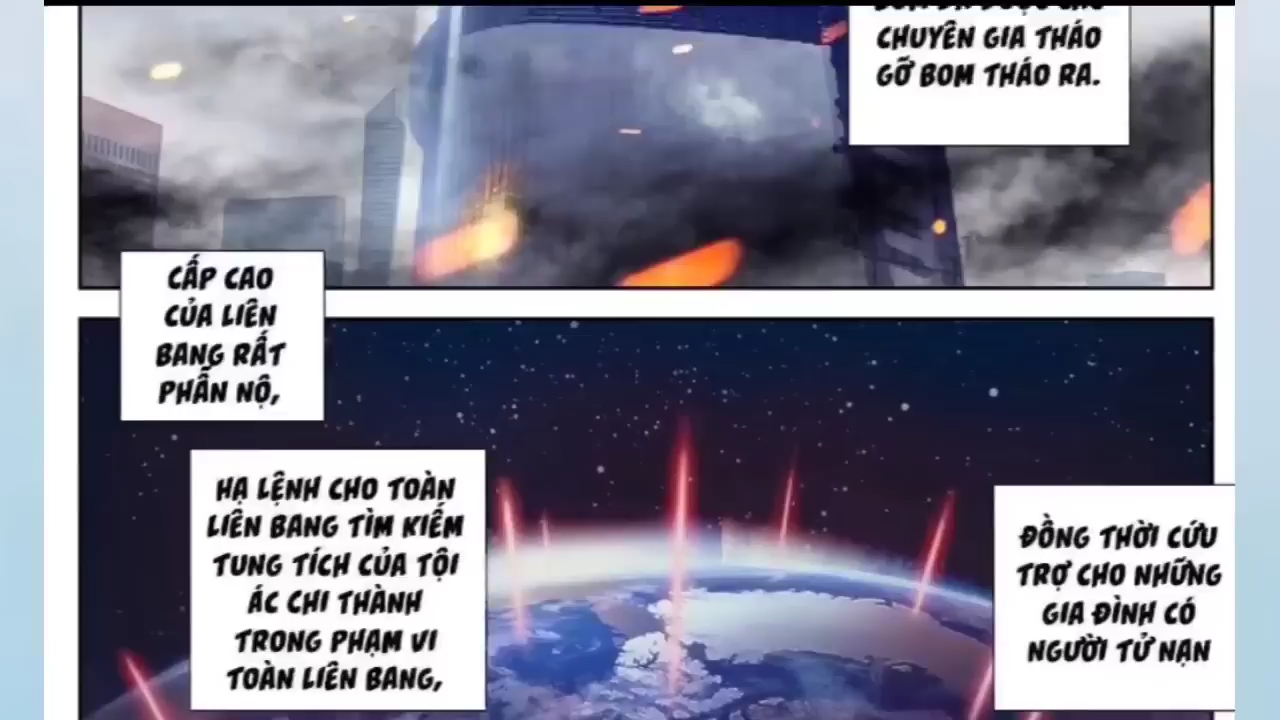 CHUYÊN GIA THÁO
GỠ BOM THÁO RA.
CẤP CAO
CỦA LIÊN
BANG RẤT
PHẪN NỘ,
HẠ LỆNH CHO TOÀN
LIÊN BANG TÌM KIẾM
TUNG TÍCH CỦA TỘI
ÁC CHI THÀNH
TRONG PHẠM VI
TOÀN LIÊN BANG,
ĐỒNG THỜI CỨU
TRỢ CHO NHỮNG
GIA ĐÌNH CÓ
NGƯỜI TỬ NẠN